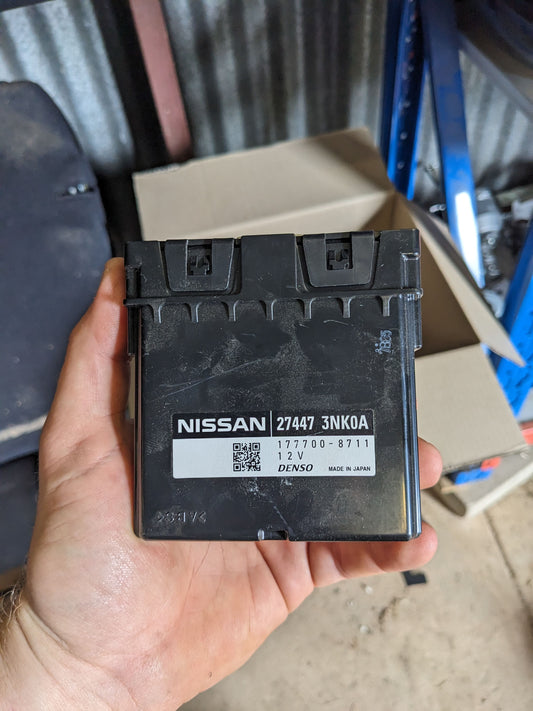 NISSAN 27447 3NK0A
177700-8711
12V
DENSO MADE IN JAPAN